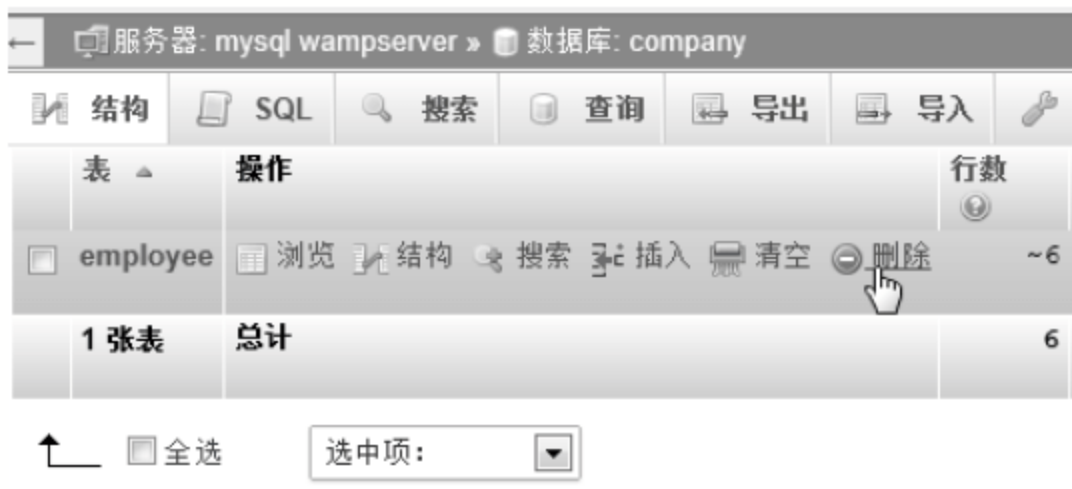 服务器: mysql wampserver » 数据库: company
结构 SQL 搜索 查询 导出 导入
表 操作 行数
employee 浏览 结构 搜索 插入 清空 删除 ~6
1 张表 总计 6
全选 选中项: